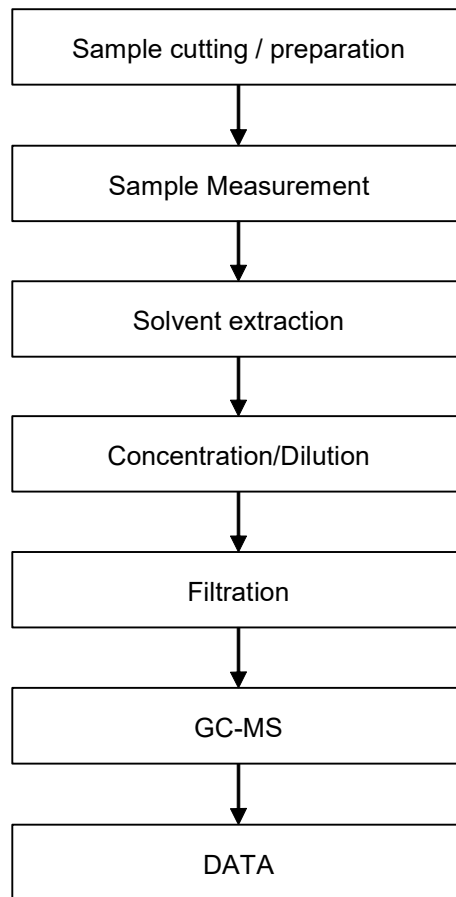 Sample cutting / preparation
Sample Measurement
Solvent extraction
Concentration/Dilution
Filtration
GC-MS
DATA